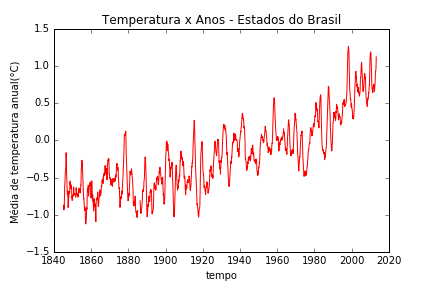 Temperatura x Anos - Estados do Brasil
Média de temperatura anual(°C)
1.5
1.0
0.5
0.0
−0.5
−1.0
−1.5
1840 1860 1880 1900 1920 1940 1960 1980 2000 2020
tempo